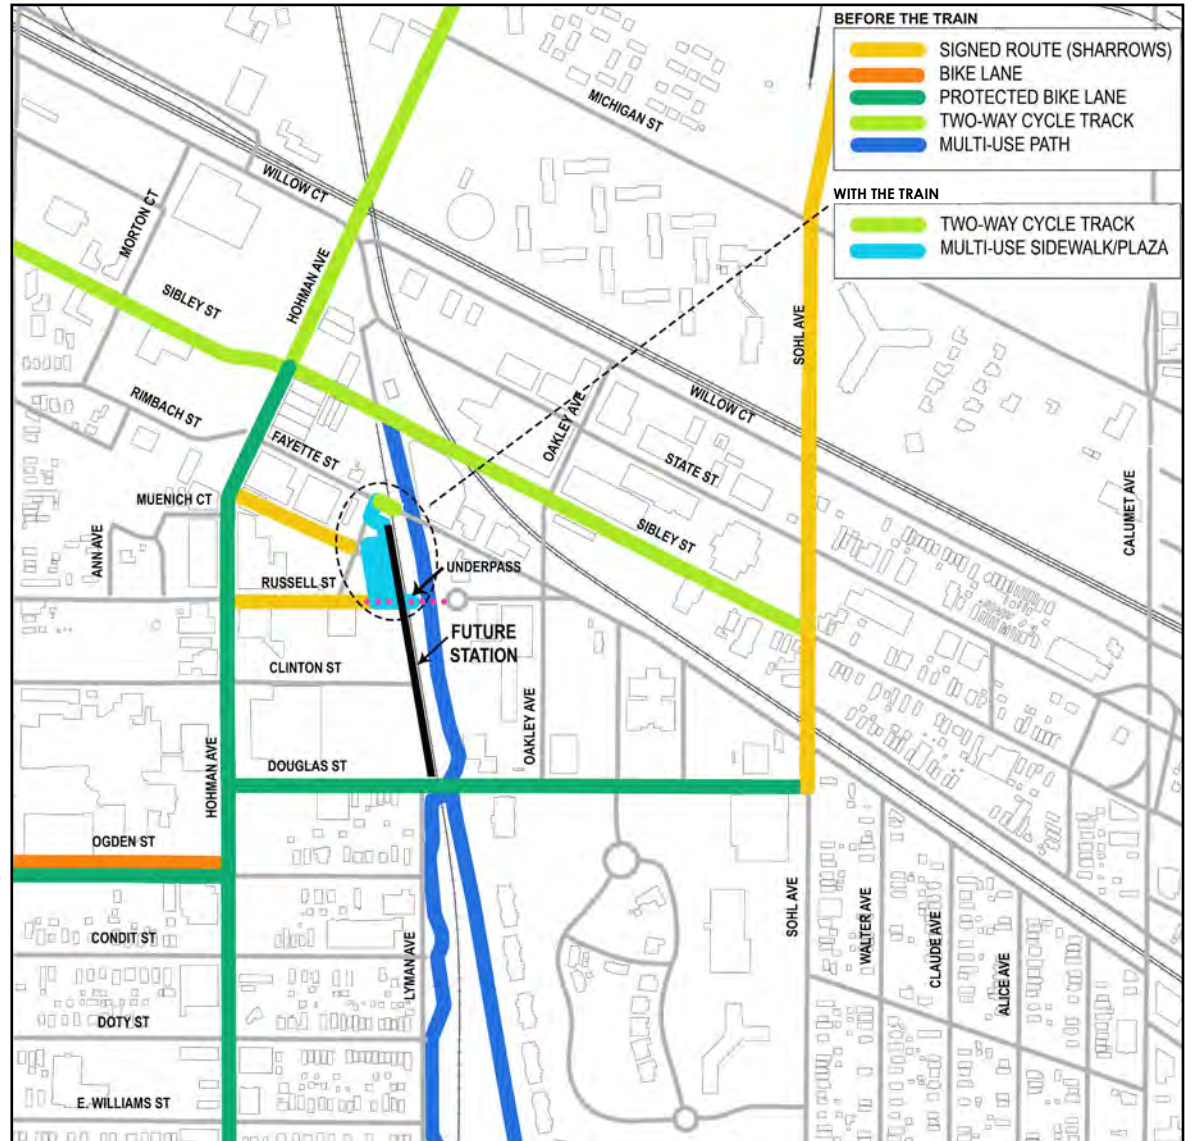 BEFORE THE TRAIN
SIGNED ROUTE (SHARROWS)
BIKE LANE
PROTECTED BIKE LANE
TWO-WAY CYCLE TRACK
MULTI-USE PATH
WITH THE TRAIN
TWO-WAY CYCLE TRACK
MULTI-USE SIDEWALK/PLAZA
MICHIGAN ST
WILLOW CT
MORTON CT
HOHMAN AVE
SIBLEY ST
SOHL AVE
RIMBACH ST
WILLOW CT
OAKLEY AVE
FAYETTE ST
STATE ST
MUENICH CT
CALUMET AVE
SIBLEY ST
ANN AVE
UNDERPASS
RUSSELL ST
FUTURE
STATION
CLINTON ST
OAKLEY AVE
HOHMAN AVE
DOUGLAS ST
OGDEN ST
SOHL AVE
WALTER AVE
CLAUDE AVE
CONDIT ST
LYMAN AVE
ALICE AVE
DOTY ST
E. WILLIAMS ST